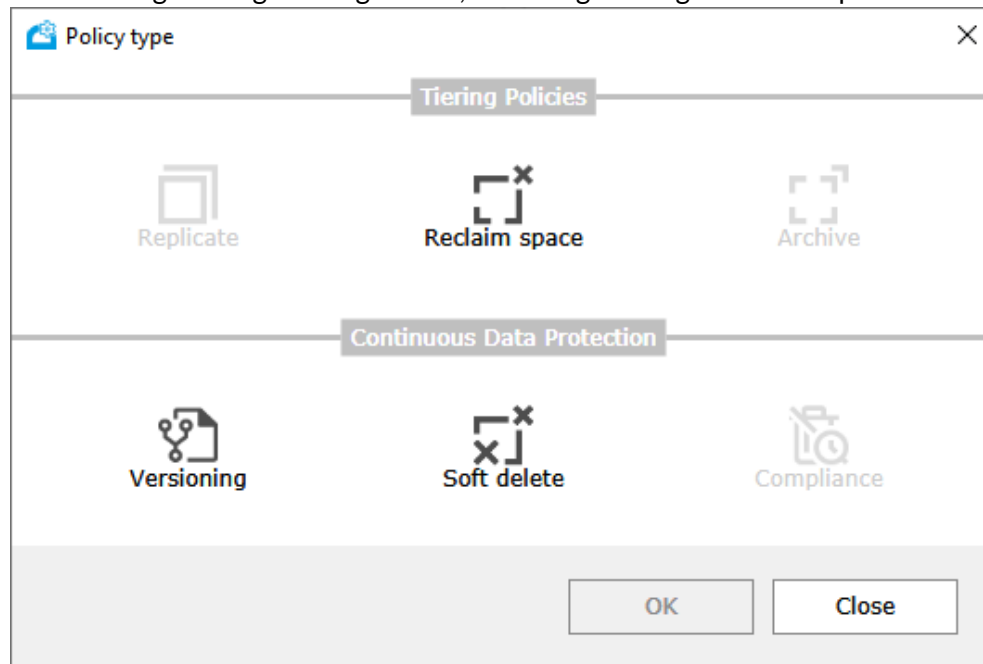 Policy type
Tiering Policies
Replicate
Reclaim space
Archive
Continuous Data Protection
Versioning
Soft delete
Compliance
OK
Close